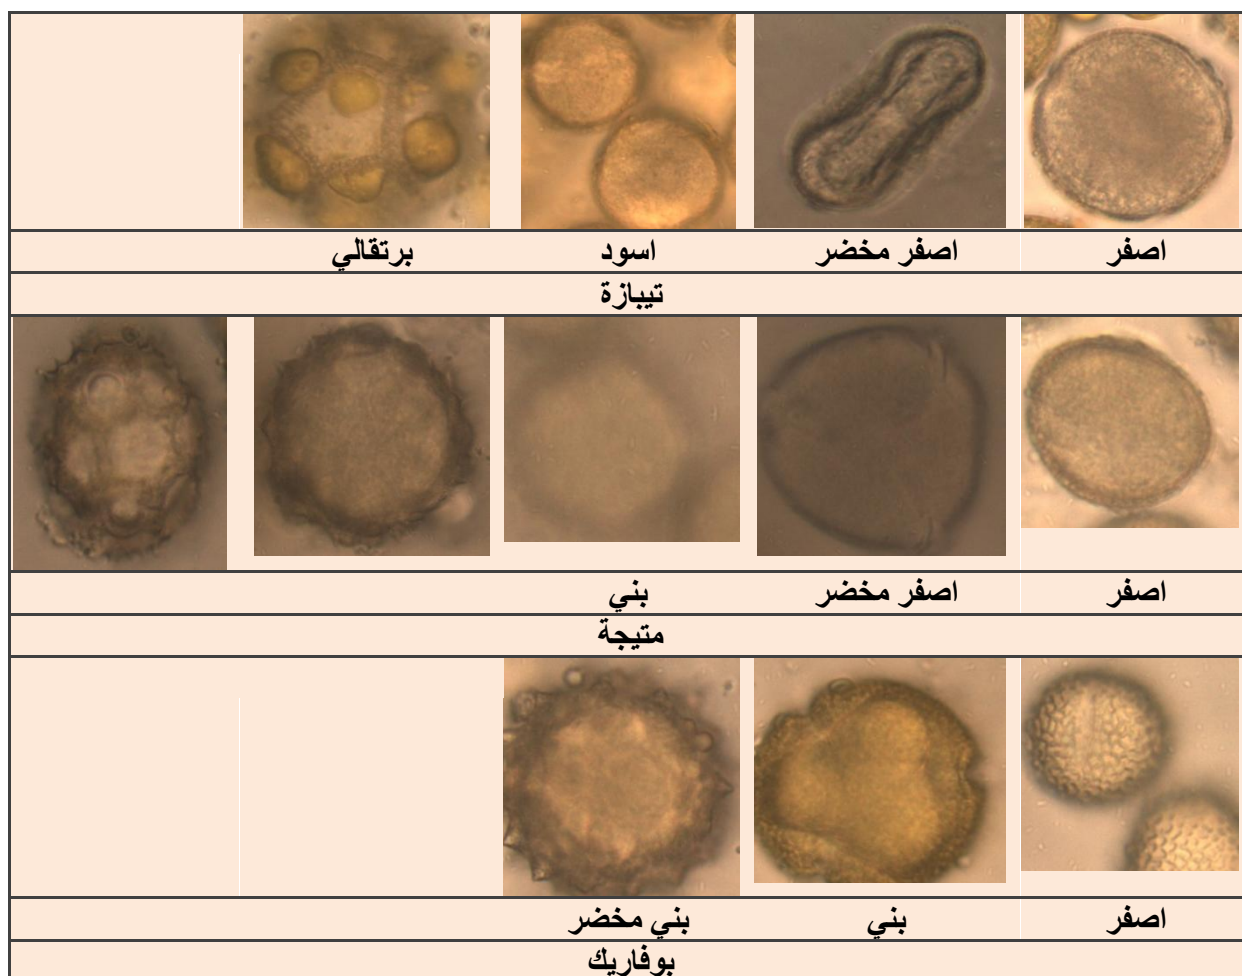 اصفر اصفر مخضر اسود برتقالي
تيبازة
اصفر اصفر مخضر بني
متيجة
اصفر بني بني مخضر
بوفاريك